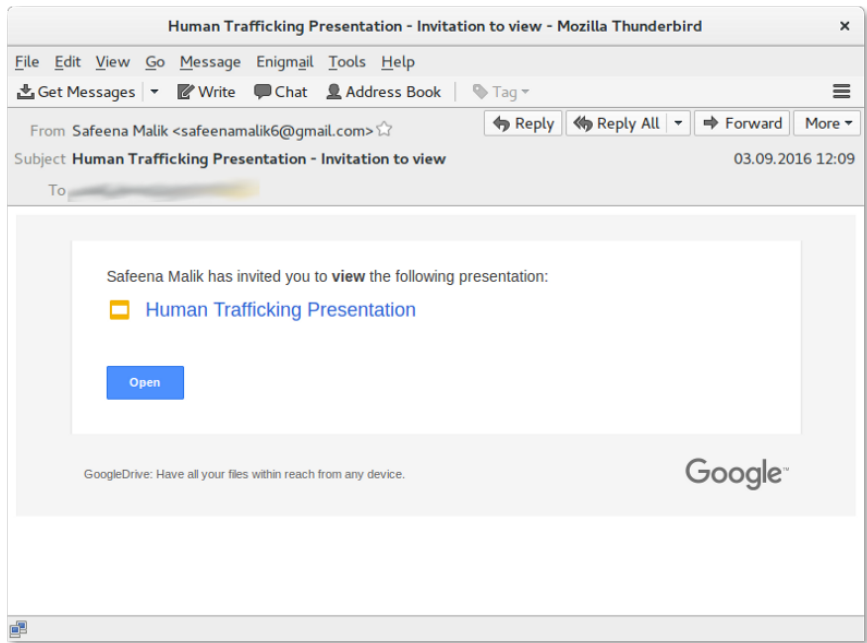 Human Trafficking Presentation - Invitation to view - Mozilla Thunderbird ×
File Edit View Go Message Enigmail Tools Help
Get Messages Write Chat Address Book Tag
From Safeena Malik <safeenamalik6@gmail.com> Reply Reply All Forward More
Subject Human Trafficking Presentation - Invitation to view 03.09.2016 12:09
To
Safeena Malik has invited you to view the following presentation:
Human Trafficking Presentation
Open
GoogleDrive: Have all your files within reach from any device. Google™